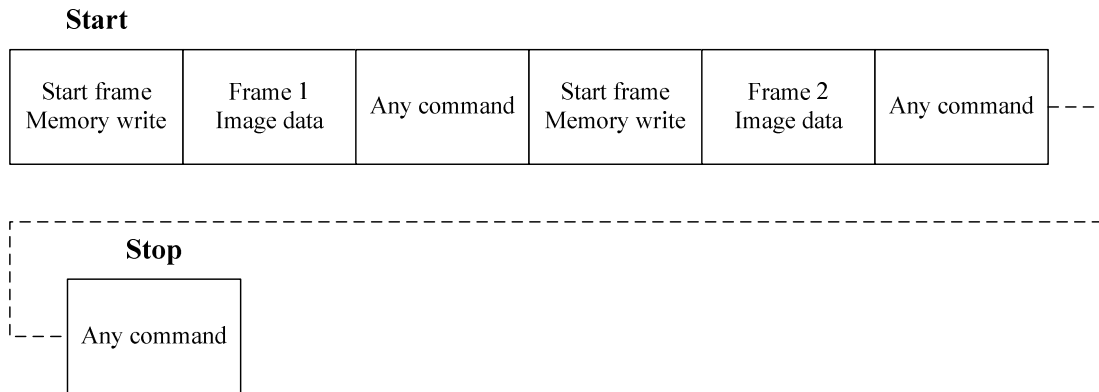 Start
Start frame
Memory write
Frame 1
Image data
Any command
Start frame
Memory write
Frame 2
Image data
Any command
Stop
Any command